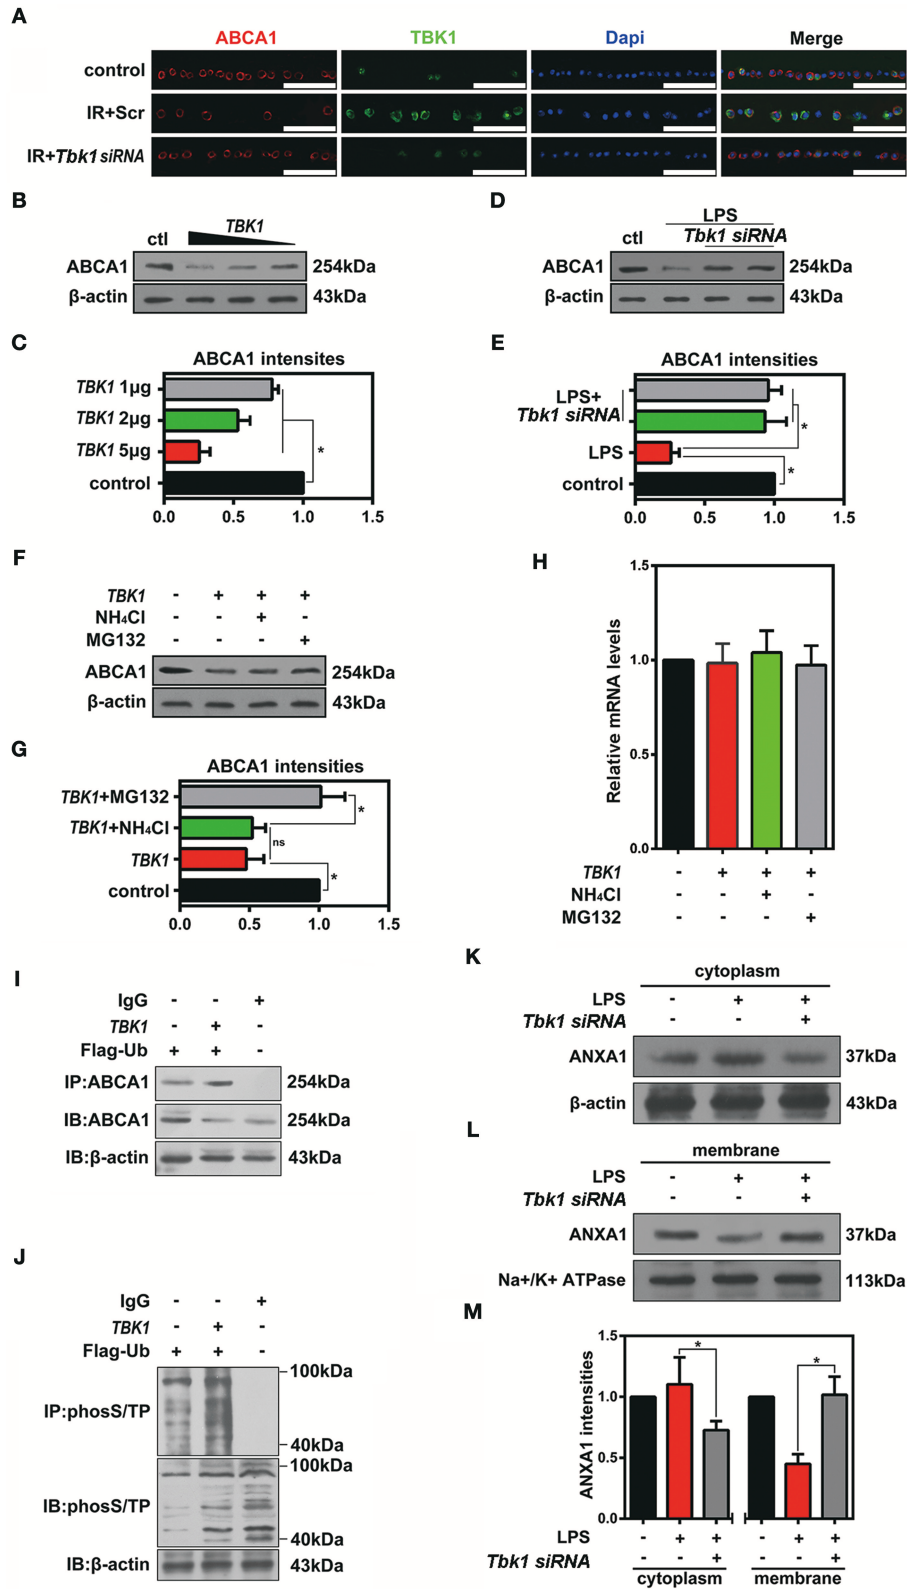 A
ABCA1 TBK1 Dapi Merge
control
IR+Scr
IR+Tbk1 siRNA
B
TBK1
ctl
ABCA1 254kDa
β-actin 43kDa
D
LPS
ctl Tbk1 siRNA
ABCA1 254kDa
β-actin 43kDa
C
ABCA1 intensites
TBK1 1μg
TBK1 2μg
TBK1 5μg
control
*
0.0 0.5 1.0 1.5
E
ABCA1 intensities
LPS+
Tbk1 siRNA
LPS
control
*
*
0.0 0.5 1.0 1.5
F
TBK1 - + + +
NH₄Cl - - + -
MG132 - - - +
ABCA1 254kDa
β-actin 43kDa
G
ABCA1 intensities
TBK1+MG132
TBK1+NH₄Cl
TBK1
control
*
ns
*
0.0 0.5 1.0 1.5
H
Relative mRNA levels
1.5
1.0
0.5
0.0
TBK1 - + + +
NH₄Cl - - + -
MG132 - - - +
I
IgG - - +
TBK1 - + -
Flag-Ub + + -
IP:ABCA1 254kDa
IB:ABCA1 254kDa
IB:β-actin 43kDa
J
IgG - - +
TBK1 - + -
Flag-Ub + + -
100kDa
IP:phosS/TP
40kDa
100kDa
IB:phosS/TP
40kDa
IB:β-actin 43kDa
K
cytoplasm
LPS - + +
Tbk1 siRNA - - +
ANXA1 37kDa
β-actin 43kDa
L
membrane
LPS - + +
Tbk1 siRNA - - +
ANXA1 37kDa
Na+/K+ ATPase 113kDa
M
ANXA1 intensities
1.5
1.0
0.5
0.0
* *
LPS - + + - + +
Tbk1 siRNA - - + - - +
cytoplasm membrane